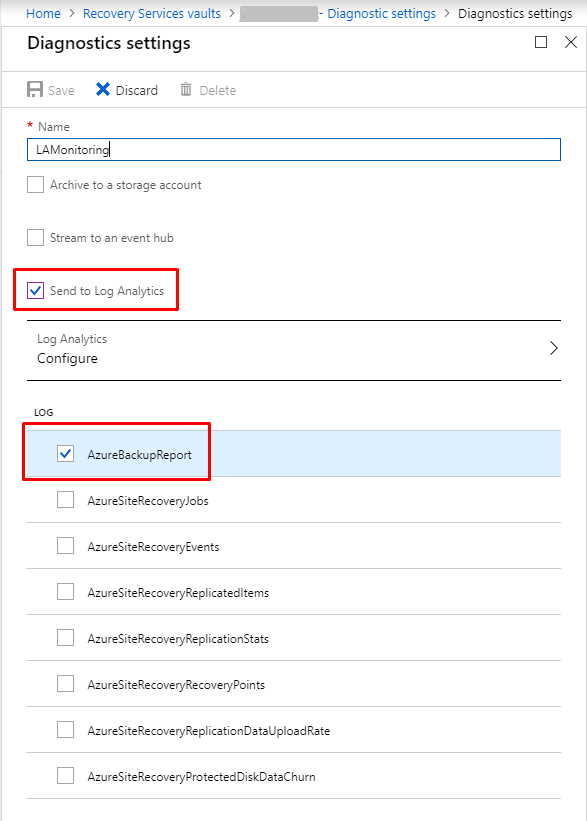 Home > Recovery Services vaults > - Diagnostic settings > Diagnostics settings
Diagnostics settings
Save Discard Delete
* Name
LAMonitoring
Archive to a storage account
Stream to an event hub
Send to Log Analytics
Log Analytics
Configure
LOG
AzureBackupReport
AzureSiteRecoveryJobs
AzureSiteRecoveryEvents
AzureSiteRecoveryReplicatedItems
AzureSiteRecoveryReplicationStats
AzureSiteRecoveryRecoveryPoints
AzureSiteRecoveryReplicationDataUploadRate
AzureSiteRecoveryProtectedDiskDataChurn